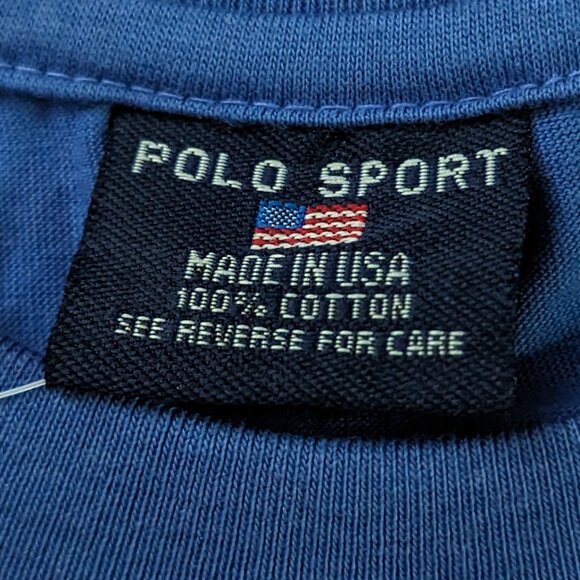 POLO SPORT
MADE IN USA
100% COTTON
SEE REVERSE FOR CARE